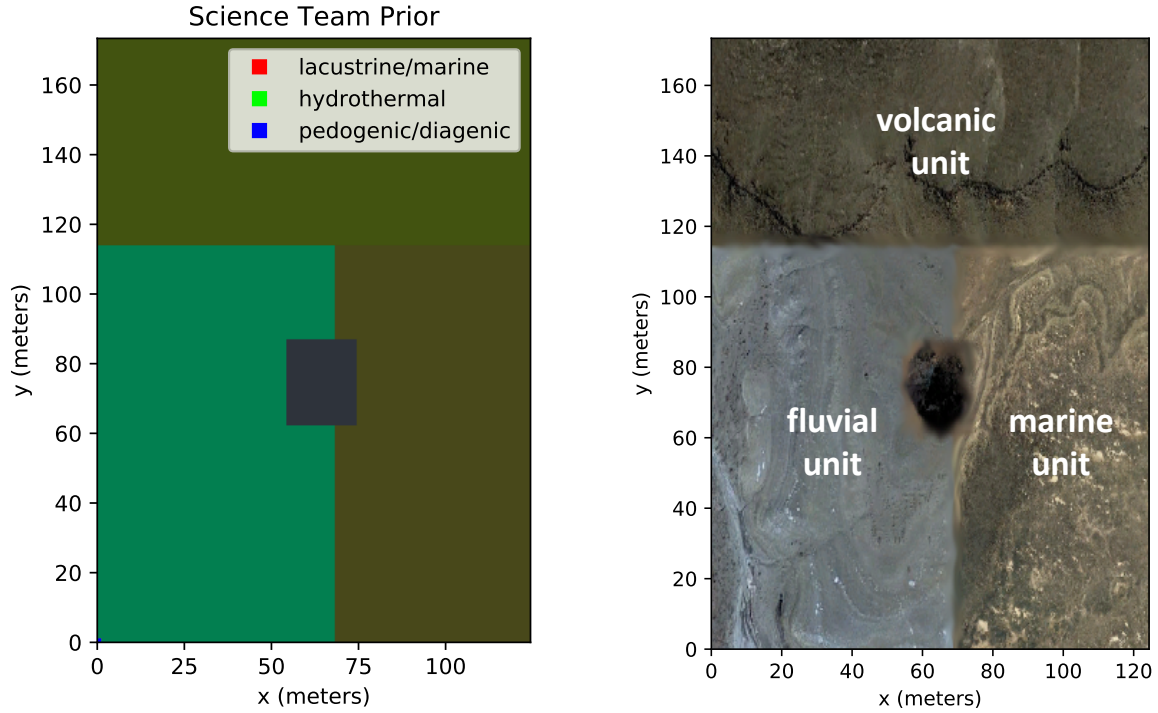 Science Team Prior
lacustrine/marine
hydrothermal
pedogenic/diagenic
160
140
120
100
80
60
40
20
0
y (meters)
0
25
50
75
100
x (meters)
volcanic
unit
fluvial
unit
marine
unit
160
140
120
100
80
60
40
20
0
y (meters)
0
20
40
60
80
100
120
x (meters)